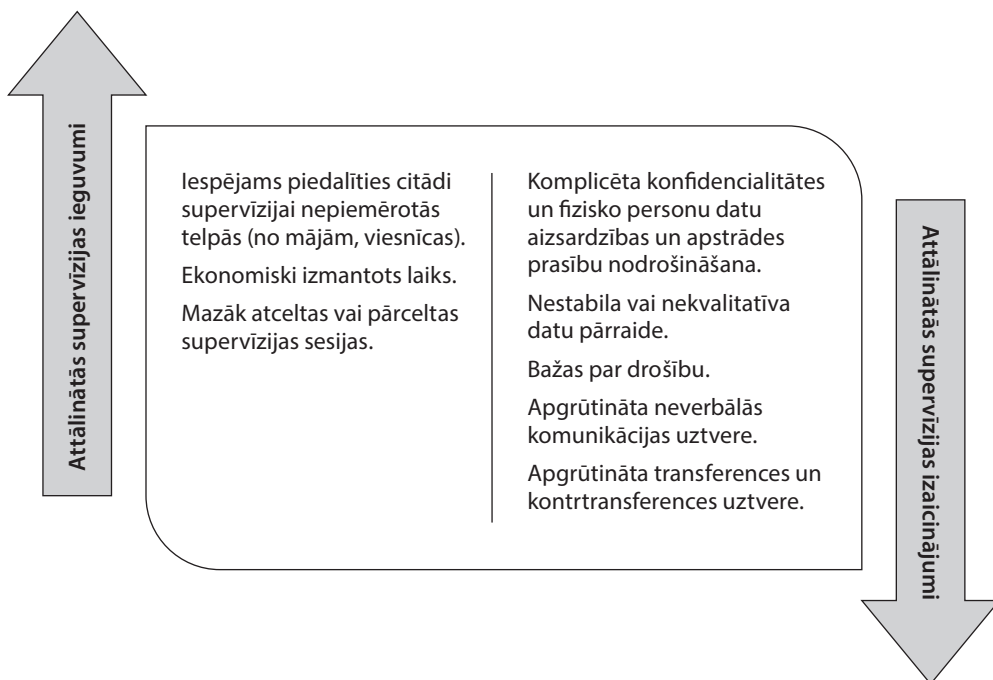 Attālinātās supervīzijas ieguvumi
Iespējams piedalīties citādi
supervīzijai nepiemērotās
telpās (no mājām, viesnīcas).
Ekonomiski izmantots laiks.
Mazāk atceltas vai pārceltas
supervīzijas sesijas.
Komplicēta konfidencialitātes
un fizisko personu datu
aizsardzības un apstrādes
prasību nodrošināšana.
Nestabila vai nekvalitatīva
datu pārraide.
Bažas par drošību.
Apgrūtināta neverbālās
komunikācijas uztvere.
Apgrūtināta transferences un
kontrtransferences uztvere.
Attālinātās supervīzijas izaicinājumi